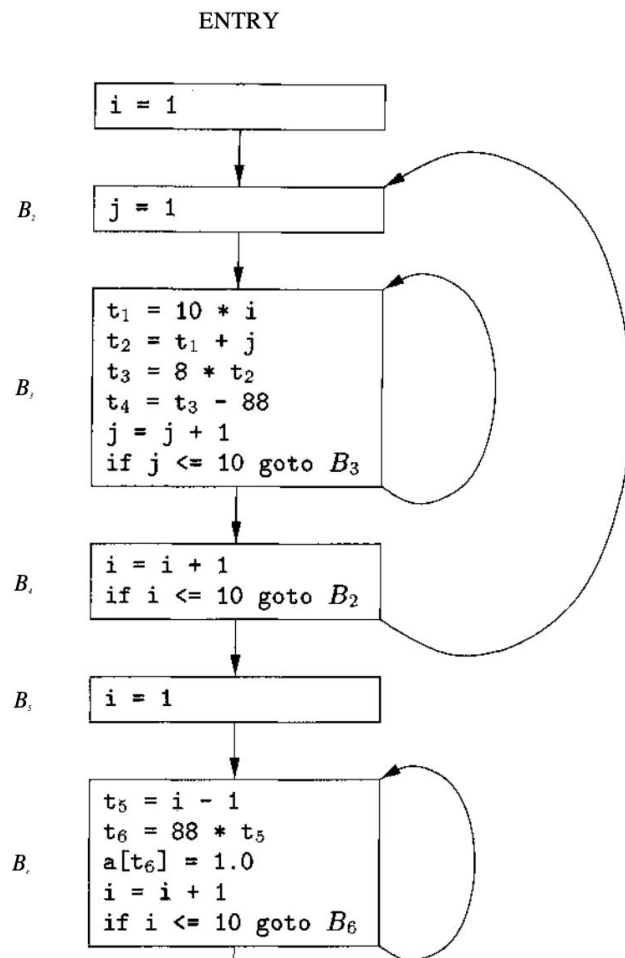 ENTRY
i = 1
B₂
j = 1
B₃
t₁ = 10 * i
t₂ = t₁ + j
t₃ = 8 * t₂
t₄ = t₃ - 88
j = j + 1
if j <= 10 goto B₃
B₄
i = i + 1
if i <= 10 goto B₂
B₅
i = 1
B₆
t₅ = i - 1
t₆ = 88 * t₅
a[t₆] = 1.0
i = i + 1
if i <= 10 goto B₆